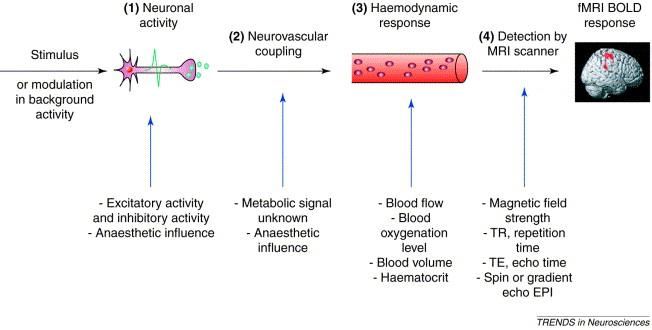 (1) Neuronal
activity
(2) Neurovascular
coupling
(3) Haemodynamic
response
(4) Detection by
MRI scanner
fMRI BOLD
response
Stimulus
or modulation
in background
activity
- Excitatory activity
and inhibitory activity
- Anaesthetic influence
- Metabolic signal
unknown
- Anaesthetic
influence
- Blood flow
- Blood
oxygenation
level
- Blood volume
- Haematocrit
- Magnetic field
strength
- TR, repetition
time
- TE, echo time
- Spin or gradient
echo EPI
TRENDS in Neurosciences